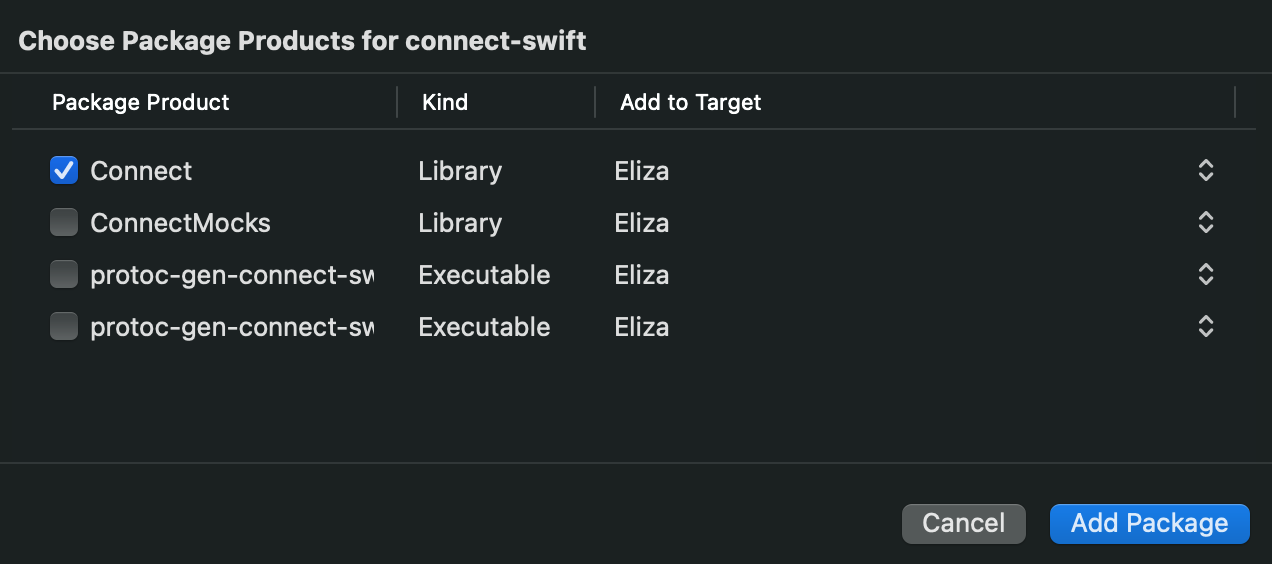 Choose Package Products for connect-swift
Package Product Kind Add to Target
Connect Library Eliza
ConnectMocks Library Eliza
protoc-gen-connect-sw Executable Eliza
protoc-gen-connect-sw Executable Eliza
Cancel Add Package